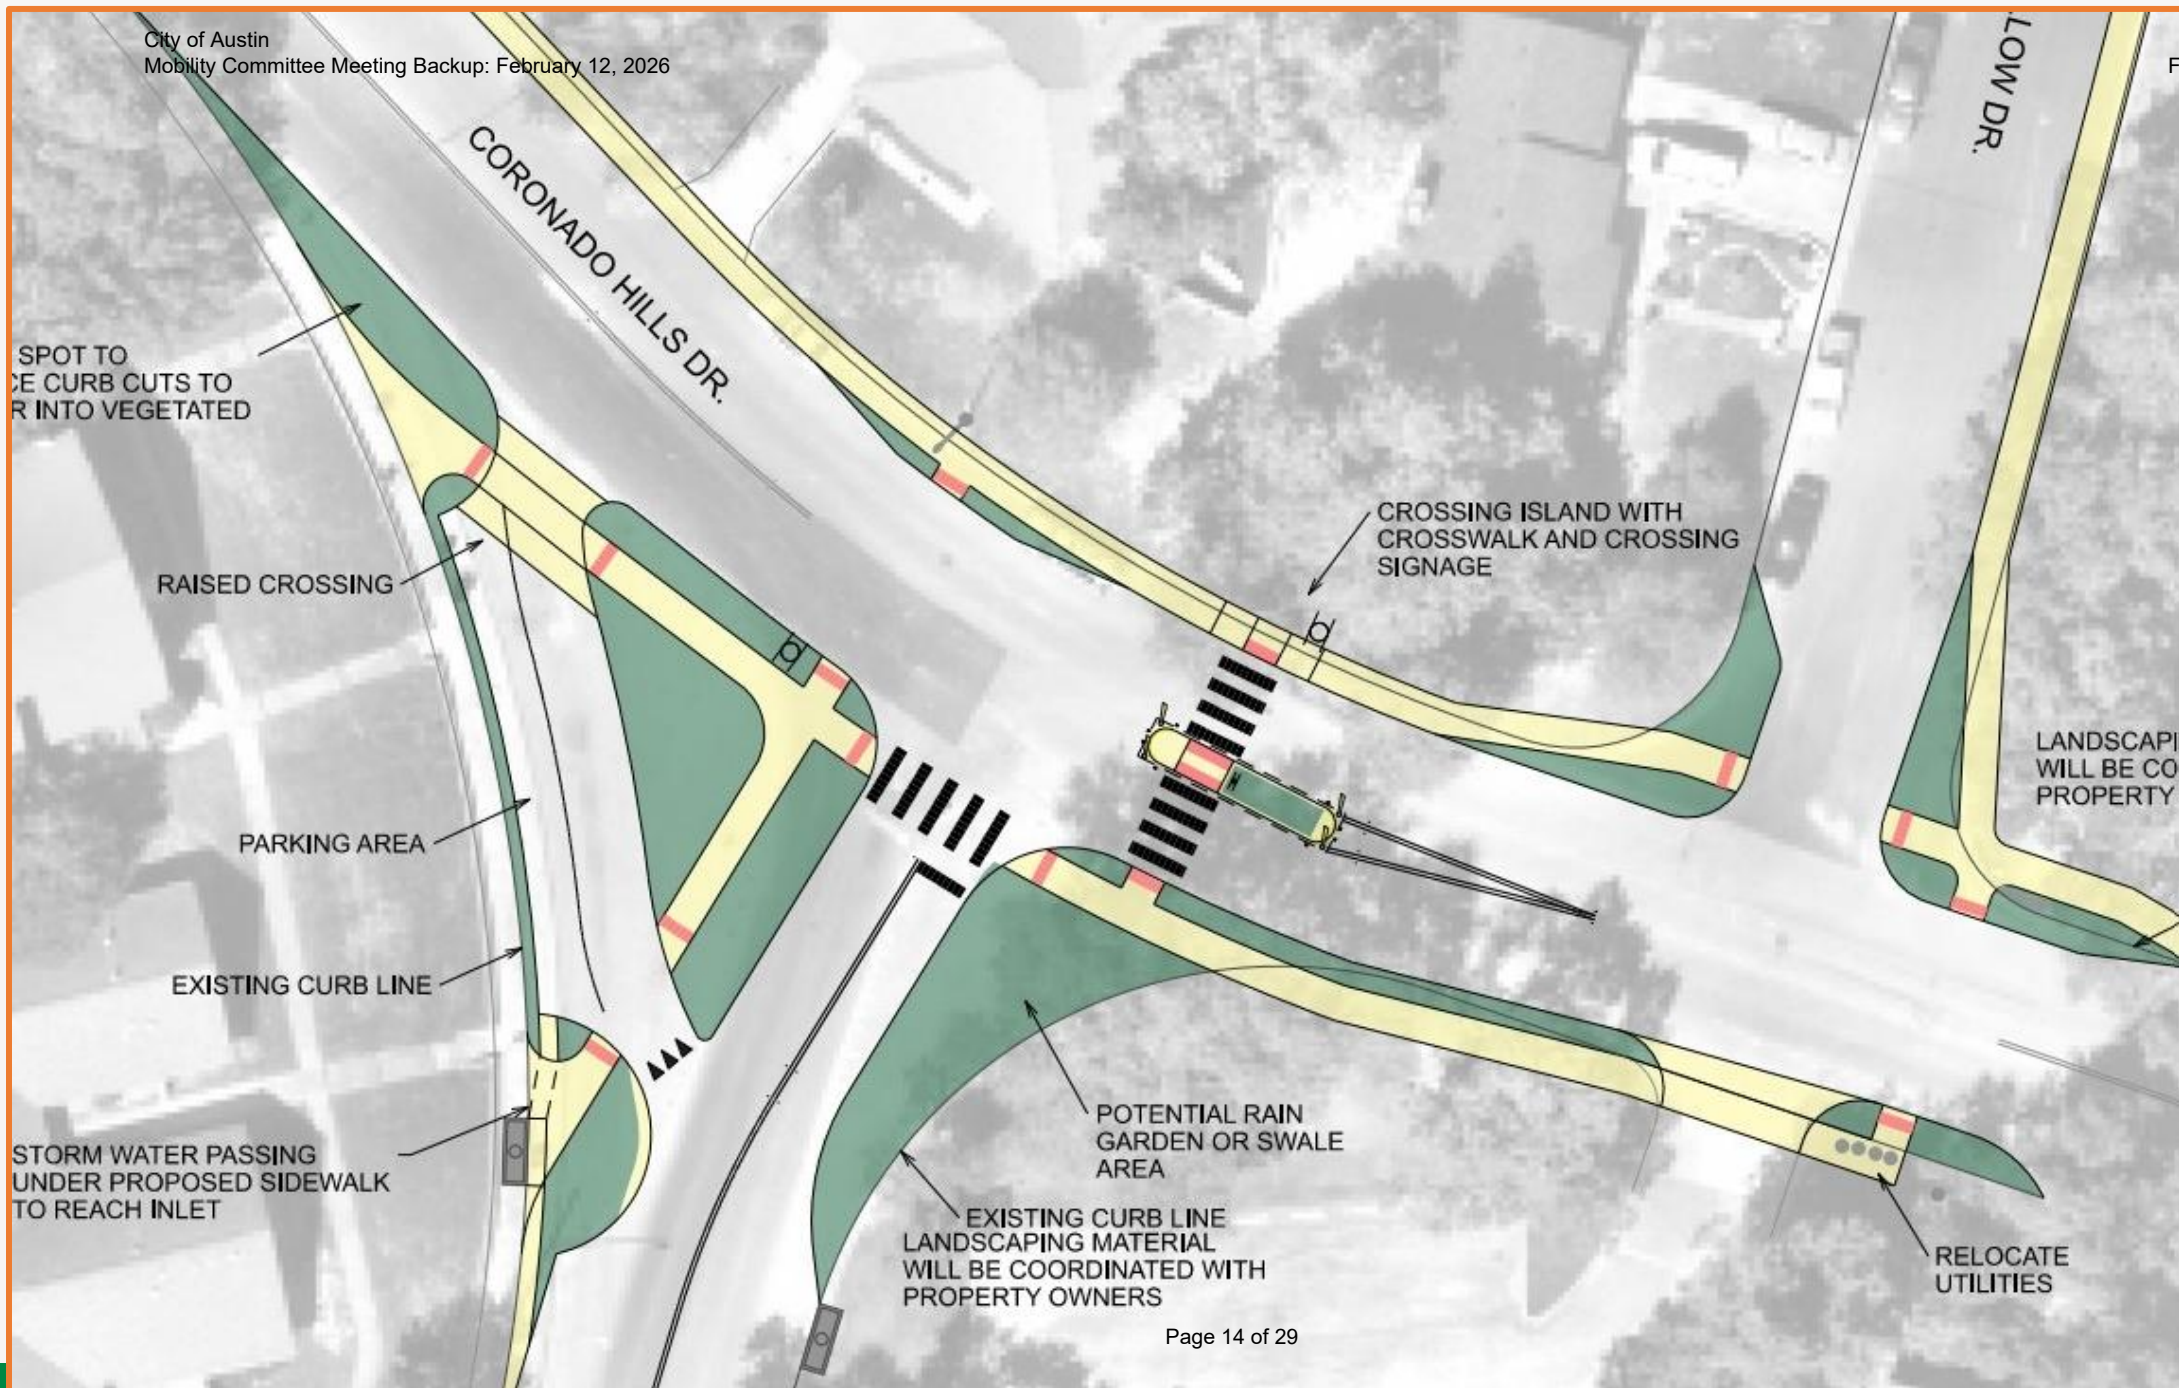 City of Austin
Mobility Committee Meeting Backup: February 12, 2026
F
LLOW DR.
CORONADO HILLS DR.
SPOT TO
CE CURB CUTS TO
R INTO VEGETATED
CROSSING ISLAND WITH
CROSSWALK AND CROSSING
SIGNAGE
RAISED CROSSING
LANDSCAPI
WILL BE CO
PROPERTY
PARKING AREA
EXISTING CURB LINE
POTENTIAL RAIN
GARDEN OR SWALE
AREA
STORM WATER PASSING
UNDER PROPOSED SIDEWALK
TO REACH INLET
EXISTING CURB LINE
LANDSCAPING MATERIAL
WILL BE COORDINATED WITH
PROPERTY OWNERS
RELOCATE
UTILITIES
Page 14 of 29